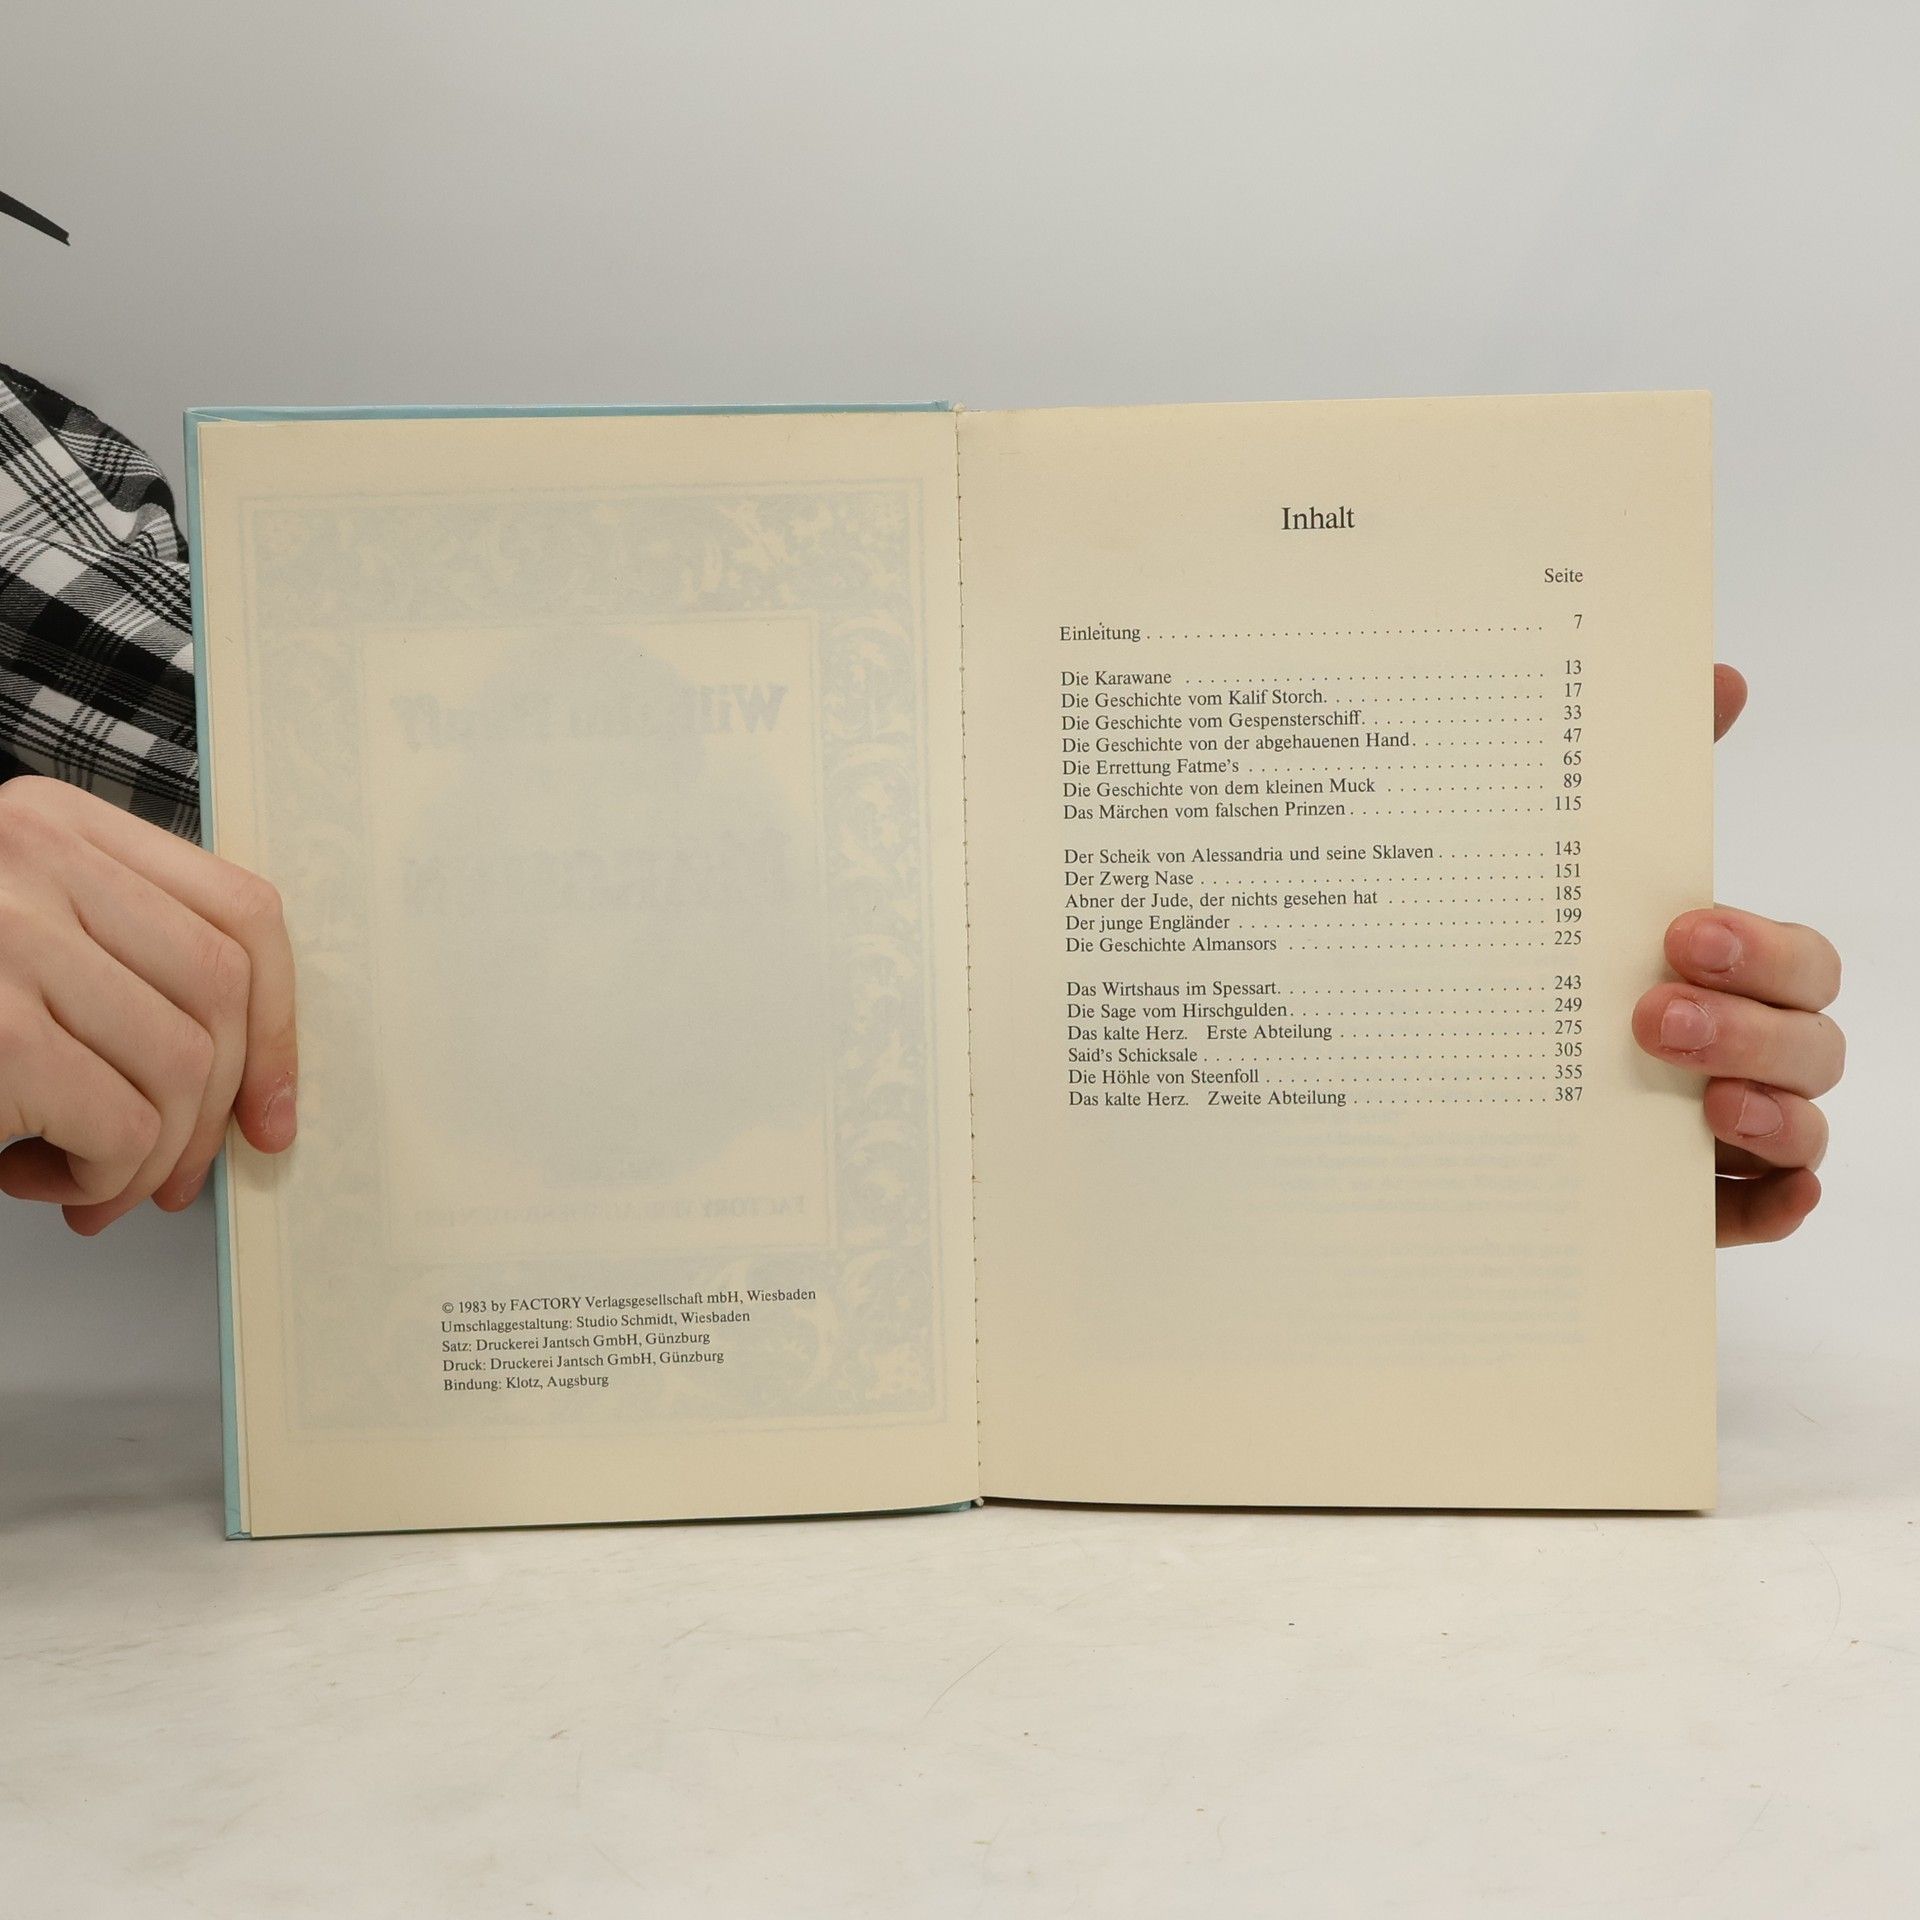 © 1983 by FACTORY Verlagsgesellschaft mbH, Wiesbaden
Umschlaggestaltung: Studio Schmidt, Wiesbaden
Satz: Druckerei Jantsch GmbH, Günzburg
Druck: Druckerei Jantsch GmbH, Günzburg
Bindung: Klotz, Augsburg
Inhalt
Seite
Einleitung . . . . . . . . . . . . . . . . . . . . . . . . . . . . . . . . 7
Die Karawane . . . . . . . . . . . . . . . . . . . . . . . . . . . . . 13
Die Geschichte vom Kalif Storch. . . . . . . . . . . . . . . . . . 17
Die Geschichte vom Gespensterschiff. . . . . . . . . . . . . . . 33
Die Geschichte von der abgehauenen Hand. . . . . . . . . . . 47
Die Errettung Fatme's . . . . . . . . . . . . . . . . . . . . . . . . 65
Die Geschichte von dem kleinen Muck . . . . . . . . . . . . . 89
Das Märchen vom falschen Prinzen . . . . . . . . . . . . . . . . 115
Der Scheik von Alessandria und seine Sklaven . . . . . . . . . 143
Der Zwerg Nase . . . . . . . . . . . . . . . . . . . . . . . . . . . . 151
Abner der Jude, der nichts gesehen hat . . . . . . . . . . . . . 185
Der junge Engländer . . . . . . . . . . . . . . . . . . . . . . . . . 199
Die Geschichte Almansors . . . . . . . . . . . . . . . . . . . . . 225
Das Wirtshaus im Spessart. . . . . . . . . . . . . . . . . . . . . . 243
Die Sage vom Hirschgulden. . . . . . . . . . . . . . . . . . . . . 249
Das kalte Herz. Erste Abteilung . . . . . . . . . . . . . . . . . 275
Said's Schicksale . . . . . . . . . . . . . . . . . . . . . . . . . . . . 305
Die Höhle von Steenfoll . . . . . . . . . . . . . . . . . . . . . . . 355
Das kalte Herz. Zweite Abteilung . . . . . . . . . . . . . . . . 387